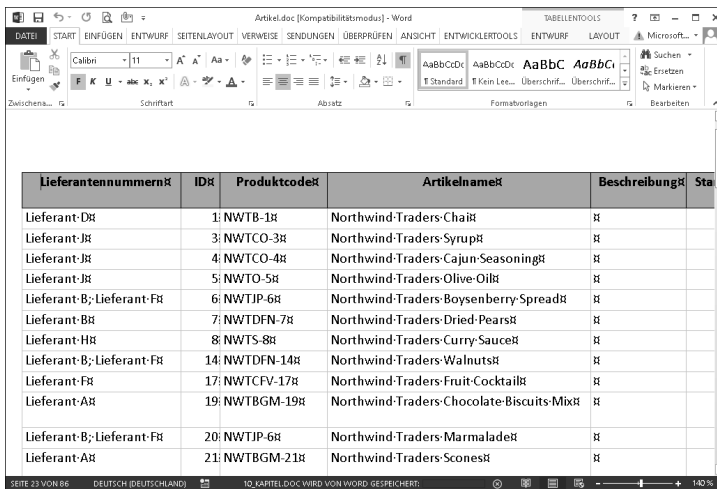 Artikel.doc [Kompatibilitätsmodus] - Word
TABELLENTOOLS
DATEI START EINFÜGEN ENTWURF SEITENLAYOUT VERWEISE SENDUNGEN ÜBERPRÜFEN ANSICHT ENTWICKLERTOOLS ENTWURF LAYOUT Microsoft...
Einfügen
Calibri 11
Aa
F K U abc x₂ x²
AaBbCcDc AaBbCcDc AaBbC AaBbCc
¶ Standard ¶ Kein Lee... Überschrif... Überschrif...
Suchen
Ersetzen
Markieren
Zwischena... Schriftart Absatz Formatvorlagen Bearbeiten
Lieferantennummern¤ ID¤ Produktcode¤ Artikelname¤ Beschreibung¤ Sta
Lieferant·D¤ 1¤ NWTB-1¤ Northwind·Traders·Chai¤ ¤
Lieferant·J¤ 3¤ NWTCO-3¤ Northwind·Traders·Syrup¤ ¤
Lieferant·J¤ 4¤ NWTCO-4¤ Northwind·Traders·Cajun·Seasoning¤ ¤
Lieferant·J¤ 5¤ NWTO-5¤ Northwind·Traders·Olive·Oil¤ ¤
Lieferant·B;·Lieferant·F¤ 6¤ NWTJP-6¤ Northwind·Traders·Boysenberry·Spread¤ ¤
Lieferant·B¤ 7¤ NWTDFN-7¤ Northwind·Traders·Dried·Pears¤ ¤
Lieferant·H¤ 8¤ NWTS-8¤ Northwind·Traders·Curry·Sauce¤ ¤
Lieferant·B;·Lieferant·F¤ 14¤ NWTDFN-14¤ Northwind·Traders·Walnuts¤ ¤
Lieferant·F¤ 17¤ NWTCFV-17¤ Northwind·Traders·Fruit·Cocktail¤ ¤
Lieferant·A¤ 19¤ NWTBGM-19¤ Northwind·Traders·Chocolate·Biscuits·Mix¤ ¤
Lieferant·B;·Lieferant·F¤ 20¤ NWTJP-6¤ Northwind·Traders·Marmalade¤ ¤
Lieferant·A¤ 21¤ NWTBGM-21¤ Northwind·Traders·Scones¤ ¤
SEITE 23 VON 86 DEUTSCH (DEUTSCHLAND) 10_KAPITEL.DOC WIRD VON WORD GESPEICHERT: 140 %